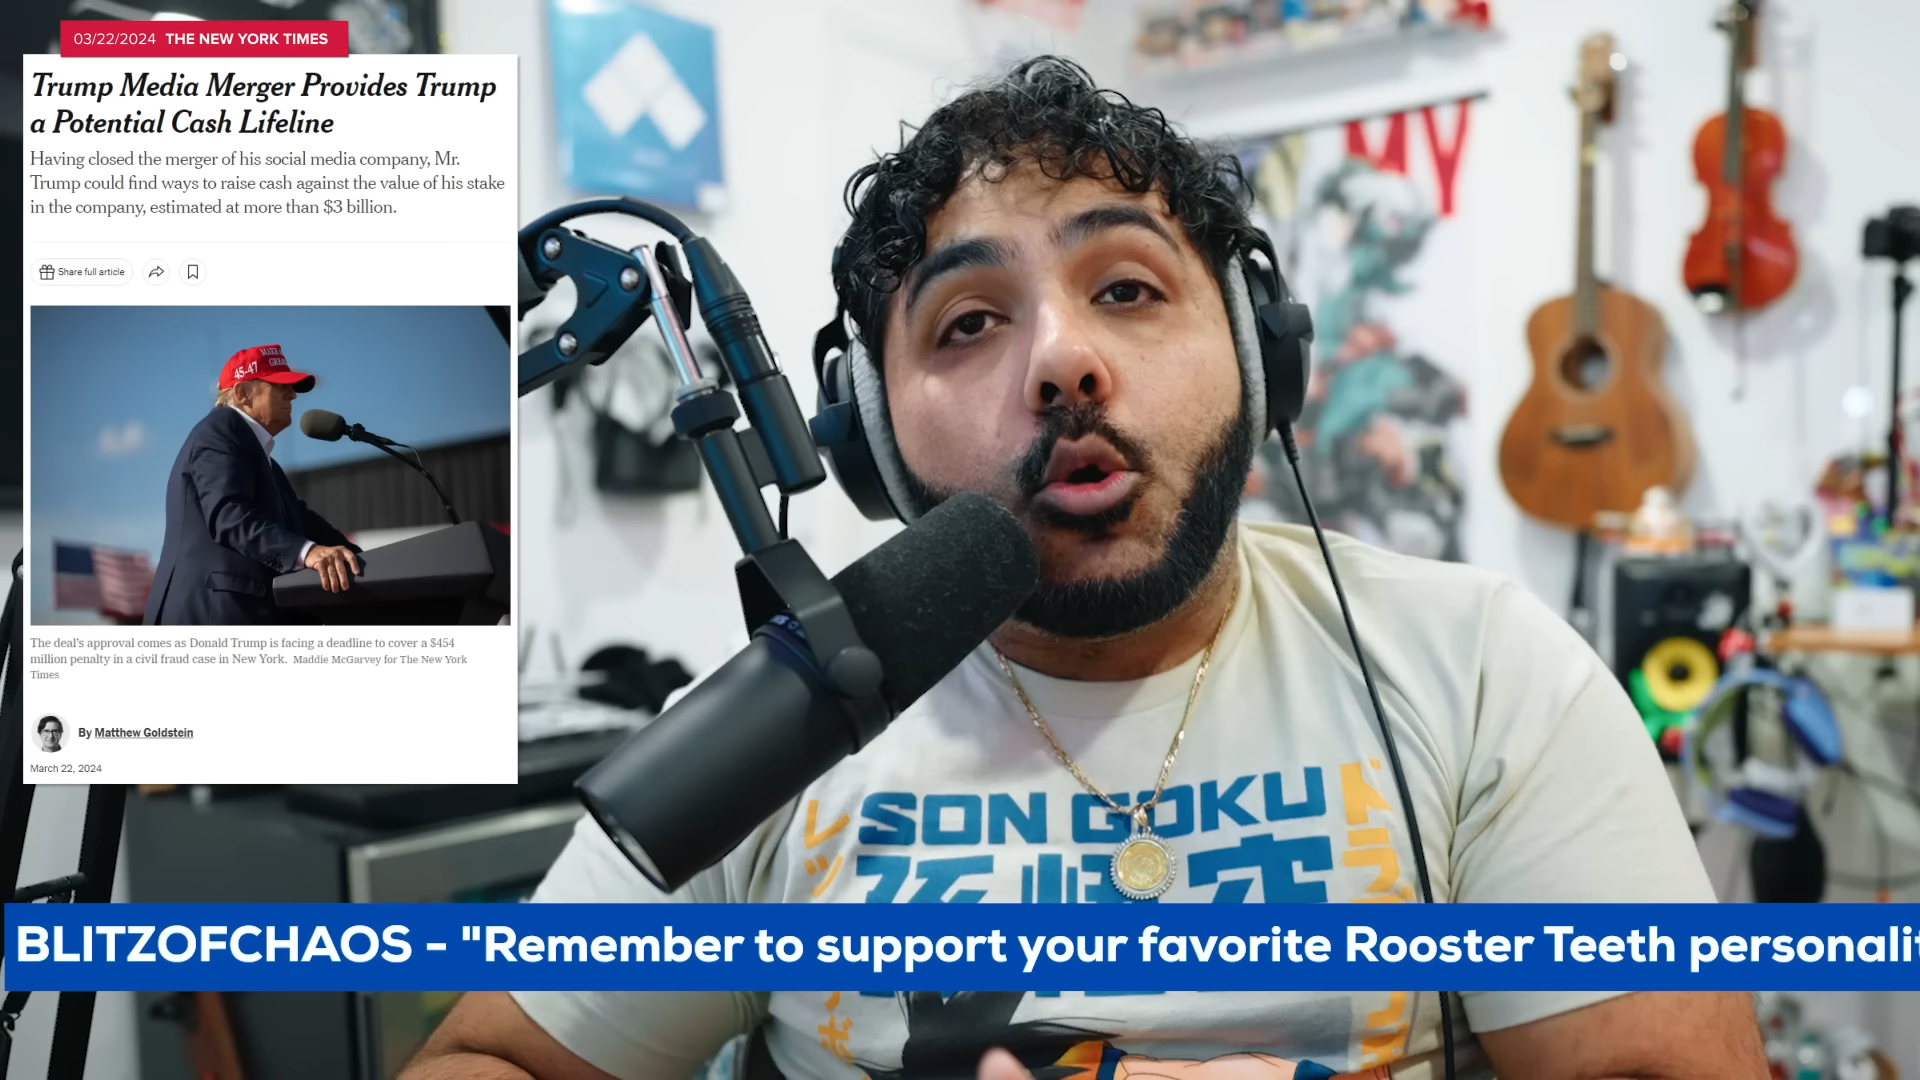 03/22/2024 THE NEW YORK TIMES
Trump Media Merger Provides Trump
a Potential Cash Lifeline
Having closed the merger of his social media company, Mr.
Trump could find ways to raise cash against the value of his stake
in the company, estimated at more than $3 billion.
Share full article
45-47
The deal's approval comes as Donald Trump is facing a deadline to cover a $454
million penalty in a civil fraud case in New York. Maddie McGarvey for The New York
Times
By Matthew Goldstein
March 22, 2024
MY
SON GOKU
BLITZOFCHAOS - "Remember to support your favorite Rooster Teeth personalit